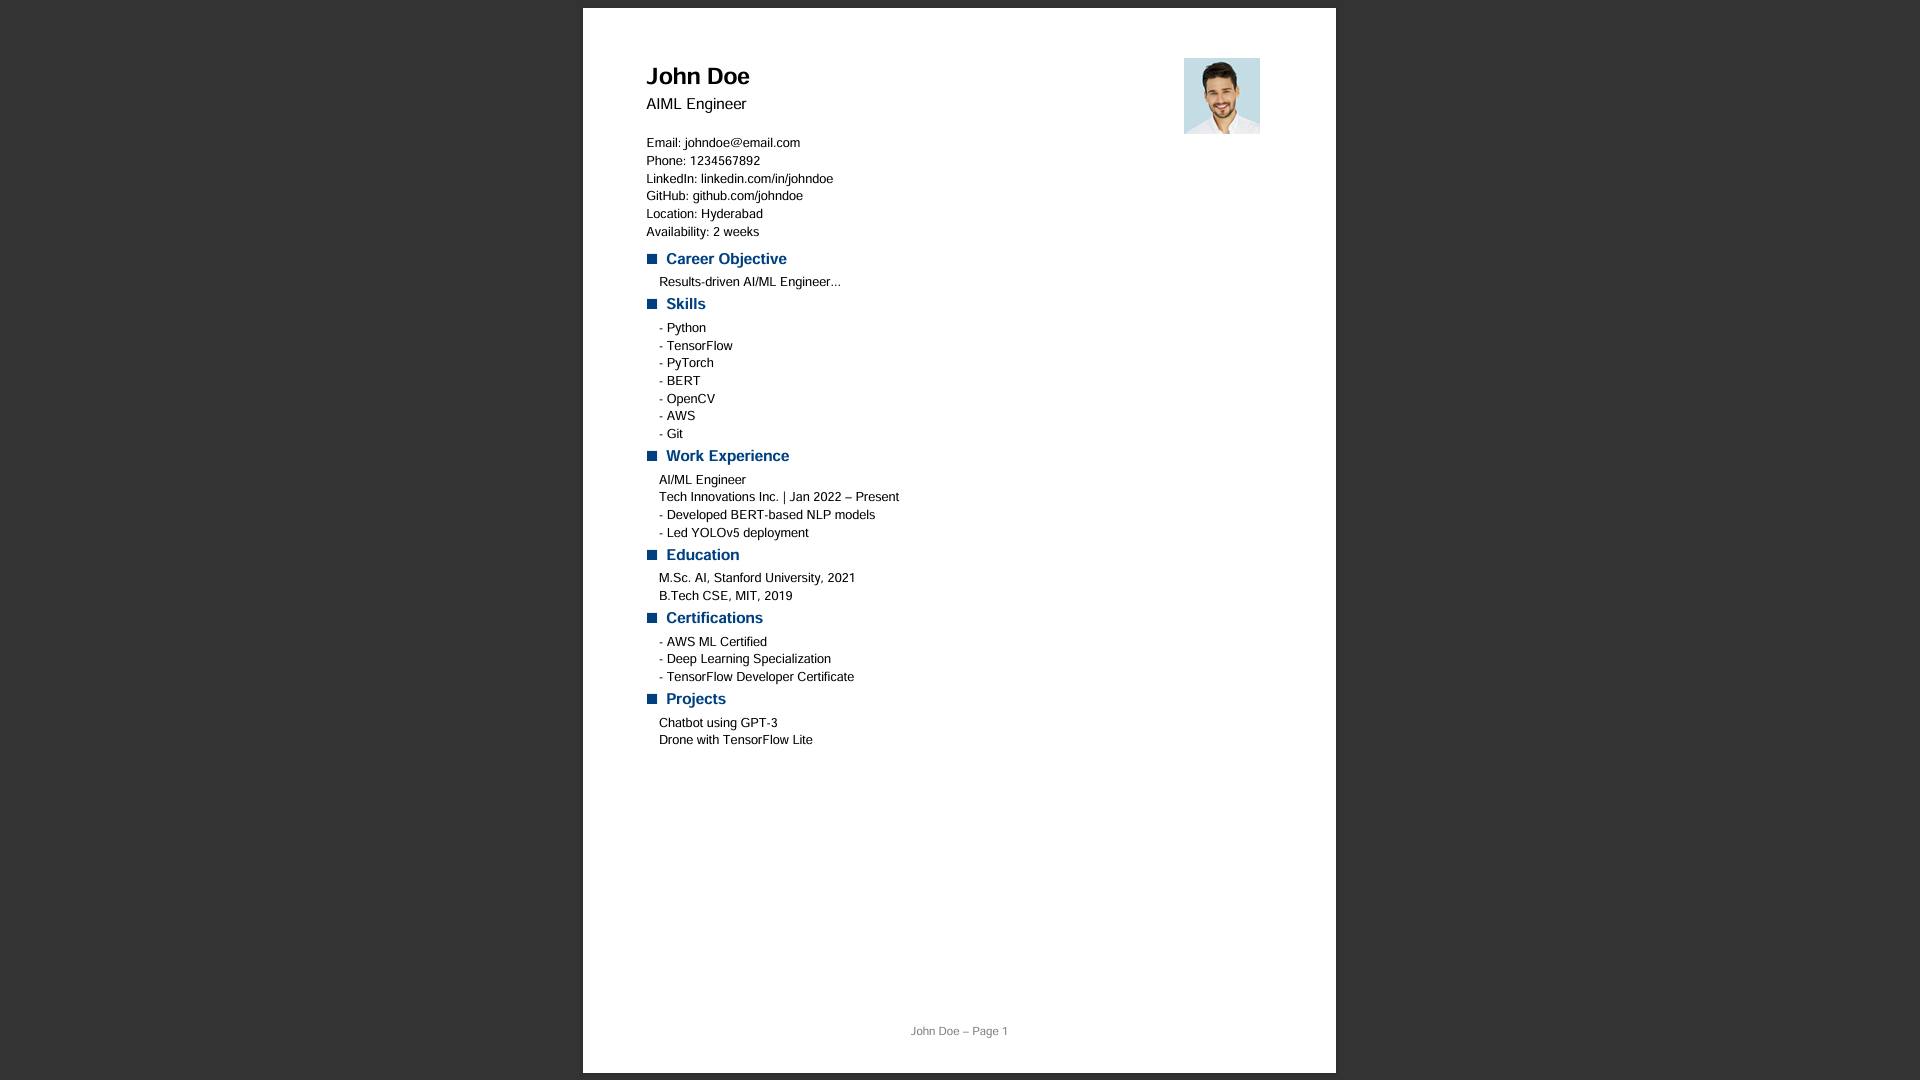 John Doe
AIML Engineer
Email: johndoe@email.com
Phone: 1234567892
LinkedIn: linkedin.com/in/johndoe
GitHub: github.com/johndoe
Location: Hyderabad
Availability: 2 weeks
Career Objective
Results-driven AI/ML Engineer...
Skills
- Python
- TensorFlow
- PyTorch
- BERT
- OpenCV
- AWS
- Git
Work Experience
AI/ML Engineer
Tech Innovations Inc. | Jan 2022 – Present
- Developed BERT-based NLP models
- Led YOLOv5 deployment
Education
M.Sc. AI, Stanford University, 2021
B.Tech CSE, MIT, 2019
Certifications
- AWS ML Certified
- Deep Learning Specialization
- TensorFlow Developer Certificate
Projects
Chatbot using GPT-3
Drone with TensorFlow Lite
John Doe – Page 1